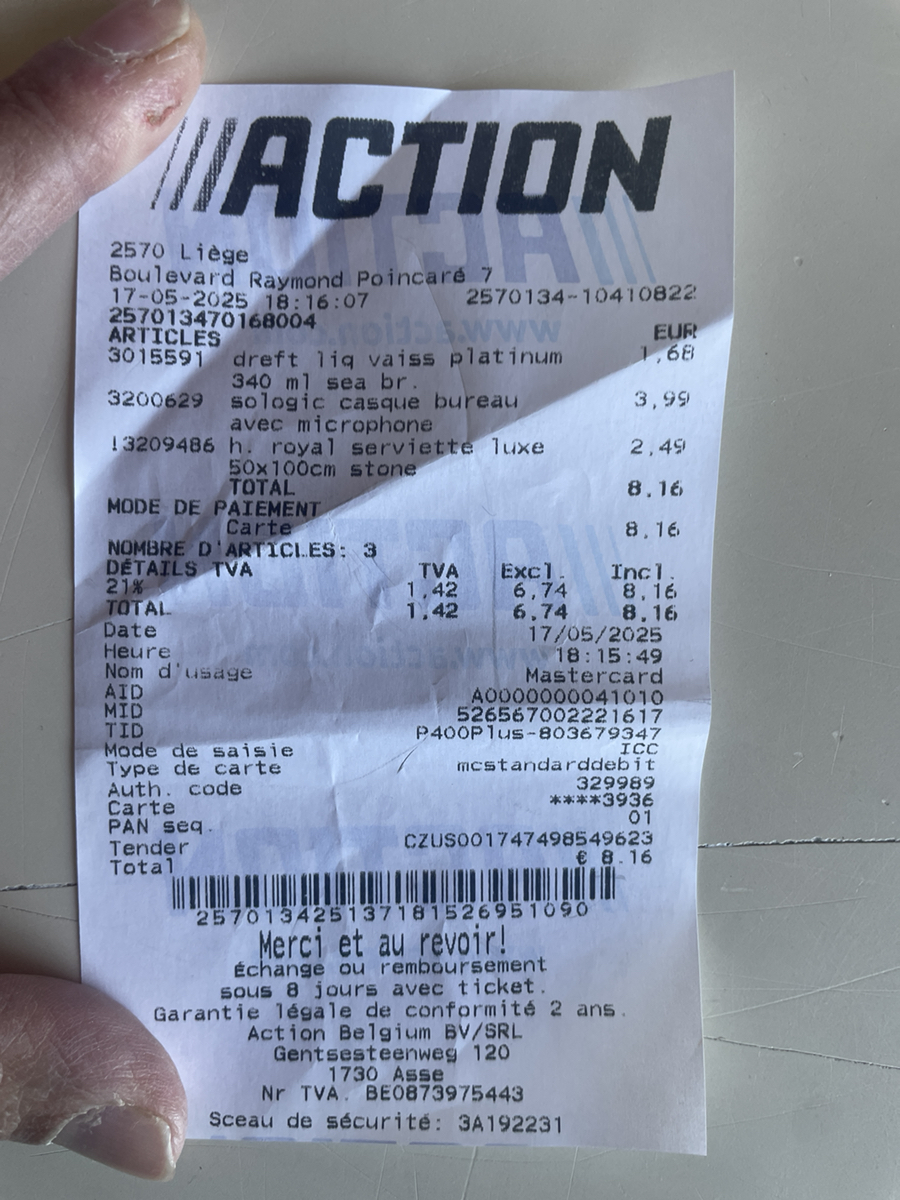 ACTION
2570 Liège
Boulevard Raymond Poincaré 7
17-05-2025 18:16:07 2570134-10410822
257013470168004
ARTICLES EUR
3015591 dreft liq vaiss platinum 1,68
340 ml sea br.
3200629 sologic casque bureau 3,99
avec microphone
!3209486 h. royal serviette luxe 2,49
50x100cm stone
TOTAL 8,16
MODE DE PAIEMENT
Carte 8,16
NOMBRE D'ARTICLES: 3
DÉTAILS TVA TVA Excl. Incl.
21% 1,42 6,74 8,16
TOTAL 1,42 6,74 8,16
Date 17/05/2025
Heure 18:15:49
Nom d'usage Mastercard
AID A0000000041010
MID 526567002221617
TID P400Plus-803679347
Mode de saisie ICC
Type de carte mcstandarddebit
Auth. code 329989
Carte ****3936
PAN seq. 01
Tender CZUS001747498549623
Total € 8.16
257013425137181526951090
Merci et au revoir!
Échange ou remboursement
sous 8 jours avec ticket.
Garantie légale de conformité 2 ans.
Action Belgium BV/SRL
Gentsesteenweg 120
1730 Asse
Nr TVA. BE0873975443
Sceau de sécurité: 3A192231